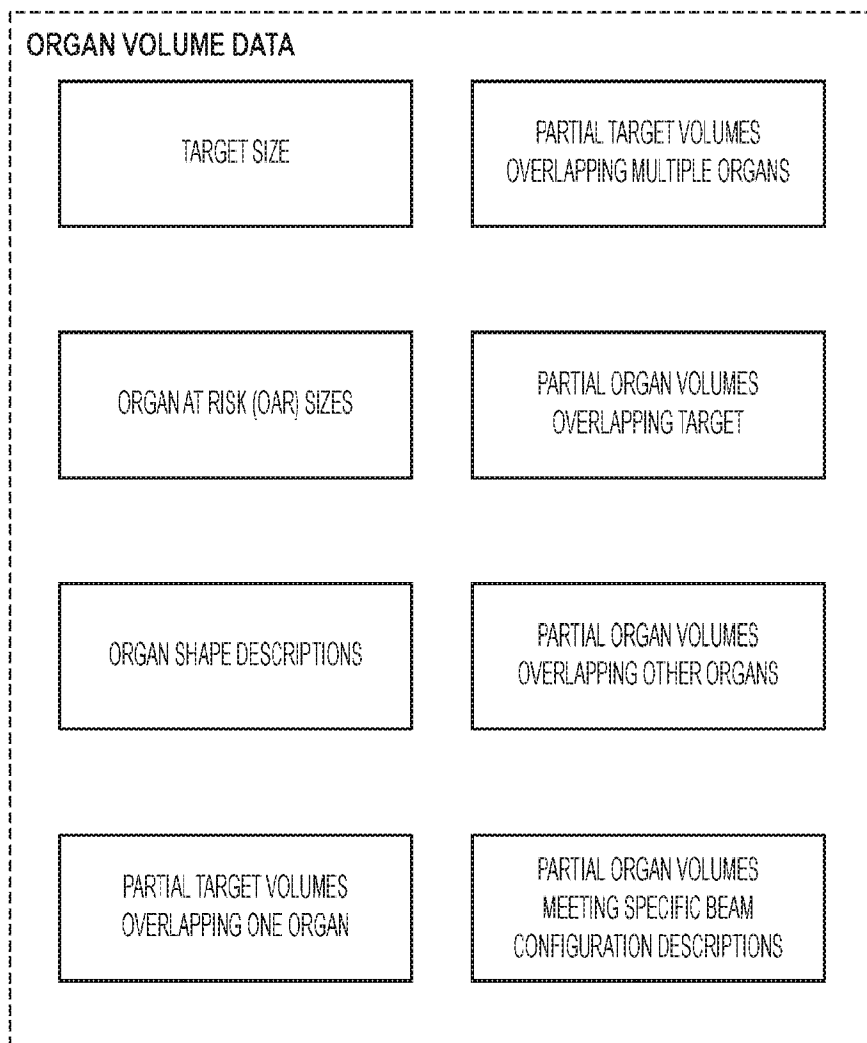 ORGAN VOLUME DATA
TARGET SIZE
PARTIAL TARGET VOLUMES
OVERLAPPING MULTIPLE ORGANS
ORGAN AT RISK (OAR) SIZES
PARTIAL ORGAN VOLUMES
OVERLAPPING TARGET
ORGAN SHAPE DESCRIPTIONS
PARTIAL ORGAN VOLUMES
OVERLAPPING OTHER ORGANS
PARTIAL TARGET VOLUMES
OVERLAPPING ONE ORGAN
PARTIAL ORGAN VOLUMES
MEETING SPECIFIC BEAM
CONFIGURATION DESCRIPTIONS